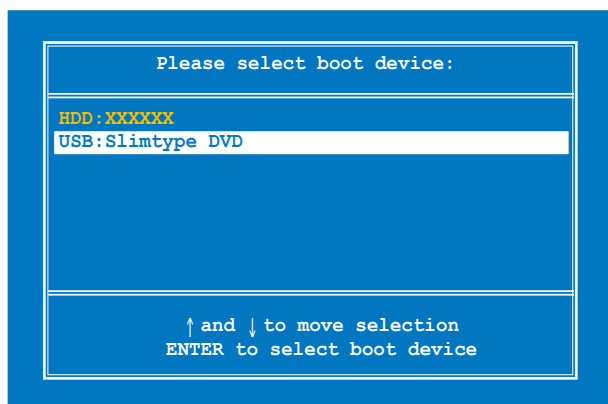 Please select boot device:
HDD:XXXXXX
USB:Slimtype DVD
↑ and ↓ to move selection
ENTER to select boot device